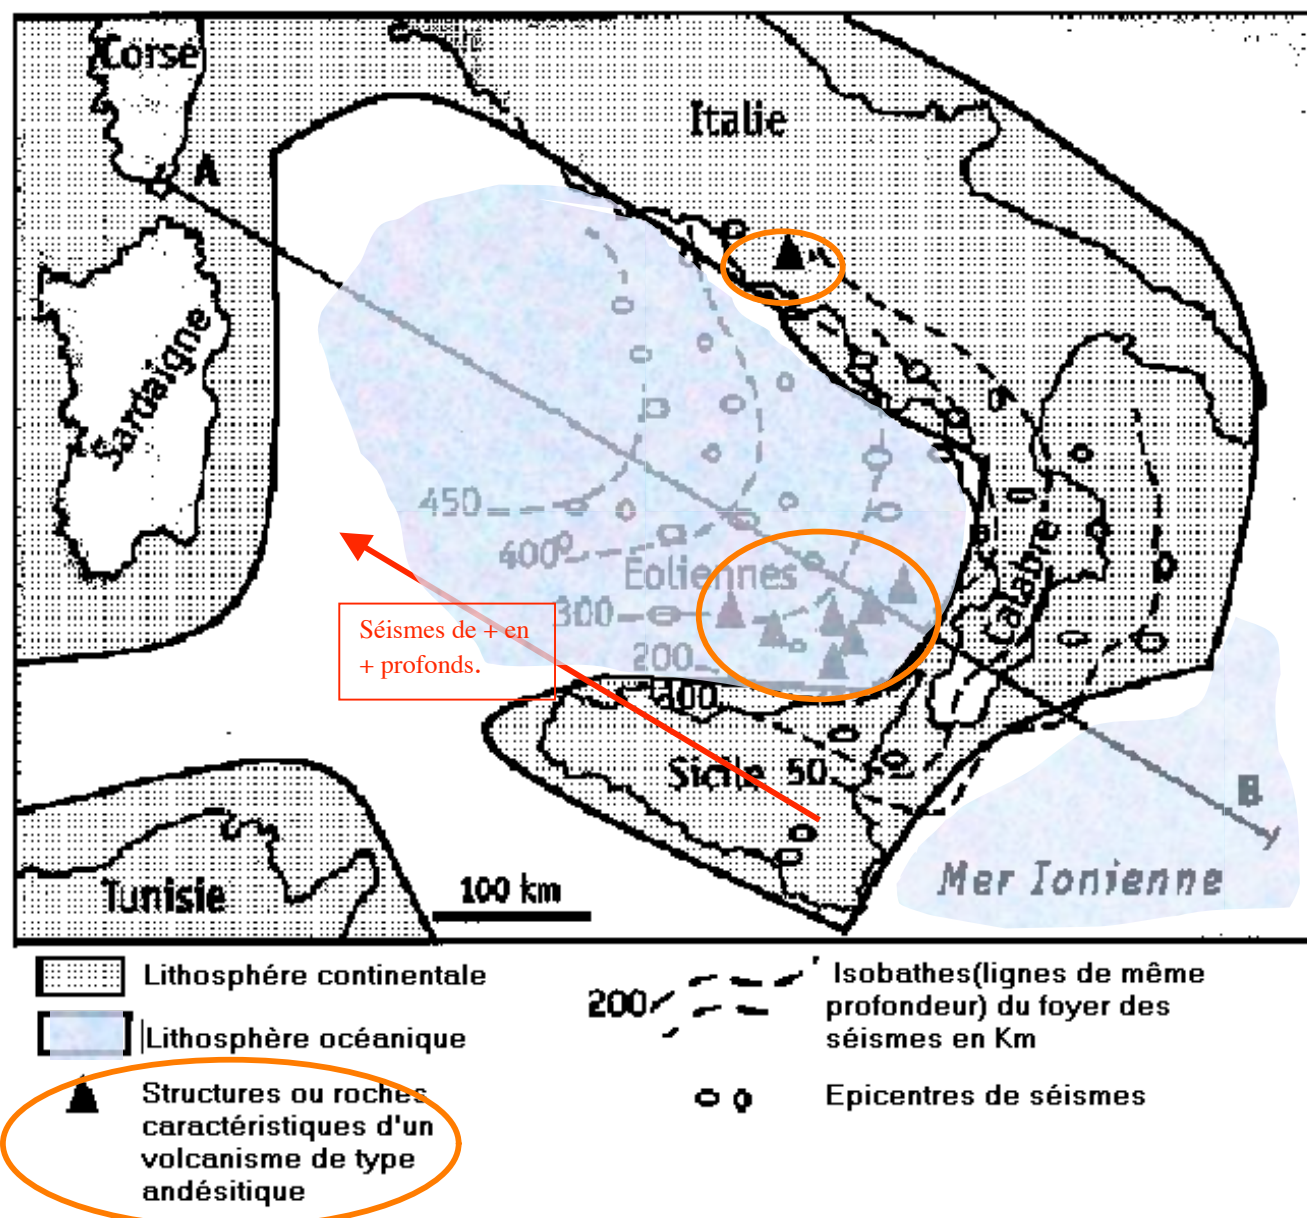 Corse
Italie
A
Sardaigne
450
400
Eoliennes
300
Séismes de + en
+ profonds.
200
100
Calabre
Sicile 50
B
Mer Ionienne
Tunisie
100 km
Lithosphére continentale
Lithosphère océanique
Structures ou roches
caractéristiques d'un
volcanisme de type
andésitique
200
Isobathes(lignes de même
profondeur) du foyer des
séismes en Km
Epicentres de séismes